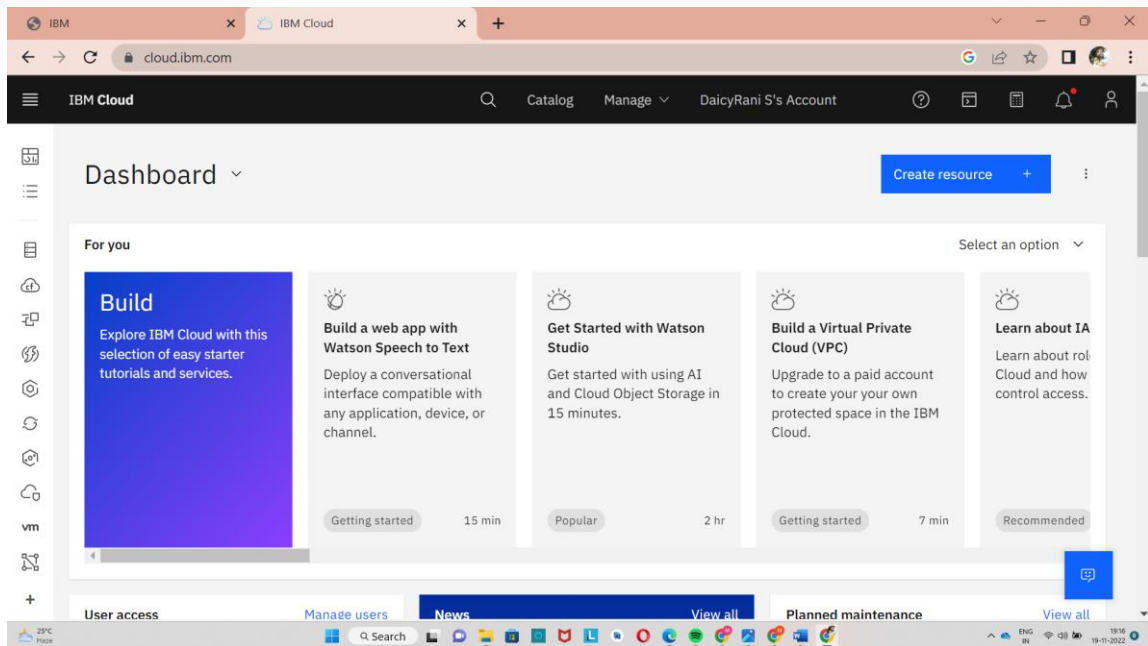 IBM
IBM Cloud
cloud.ibm.com
IBM Cloud
Catalog
Manage
DaicyRani S's Account
Dashboard
Create resource +
For you
Select an option
Build
Explore IBM Cloud with this
selection of easy starter
tutorials and services.
Build a web app with
Watson Speech to Text
Deploy a conversational
interface compatible with
any application, device, or
channel.
Getting started
15 min
Get Started with Watson
Studio
Get started with using AI
and Cloud Object Storage in
15 minutes.
Popular
2 hr
Build a Virtual Private
Cloud (VPC)
Upgrade to a paid account
to create your your own
protected space in the IBM
Cloud.
Getting started
7 min
Learn about IA
Learn about rol
Cloud and how
control access.
Recommended
vm
User access
Manage users
News
View all
Planned maintenance
View all
25°C
Haze
Search
ENG
IN
19:16
19-11-2022